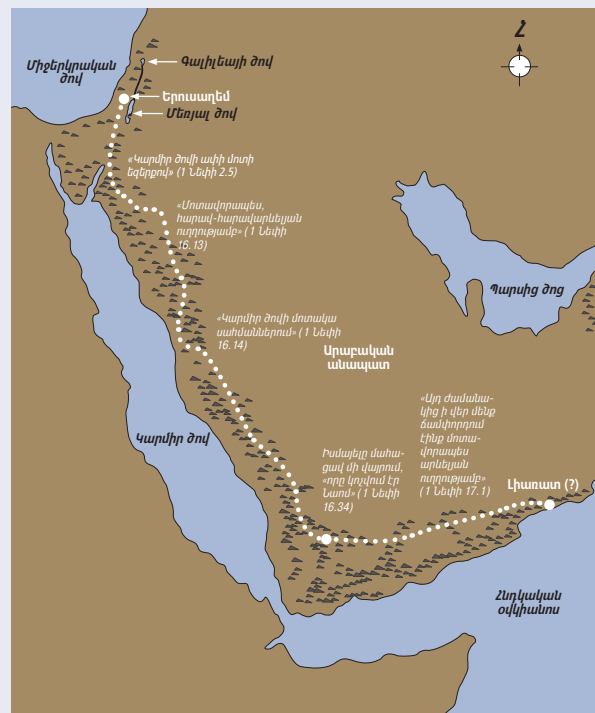 Հ
Միջերկրական
ծով
Գալիլեայի ծով
Երուսաղեմ
Մեռյալ ծով
«Կարմիր ծովի ափի մոտի
եզերքով» (1 Նեփի 2.5)
«Մոտավորապես,
հարավ-հարավարևելյան
ուղղությամբ» (1 Նեփի
16.13)
Պարսից ծոց
«Կարմիր ծովի մոտակա
սահմաններում» (1 Նեփի
16.14)
Արաբական
անապատ
Կարմիր ծով
Իսմայելը մահա-
ցավ մի վայրում,
«որը կոչվում էր
Նաոմ» (1 Նեփի
16.34)
«Այդ ժամանա-
կից ի վեր մենք
ճամփորդում
էինք մոտա-
վորապես
արևելյան
ուղղությամբ»
(1 Նեփի 17.1)
Լիառատ (?)
Հնդկական
օվկիանոս